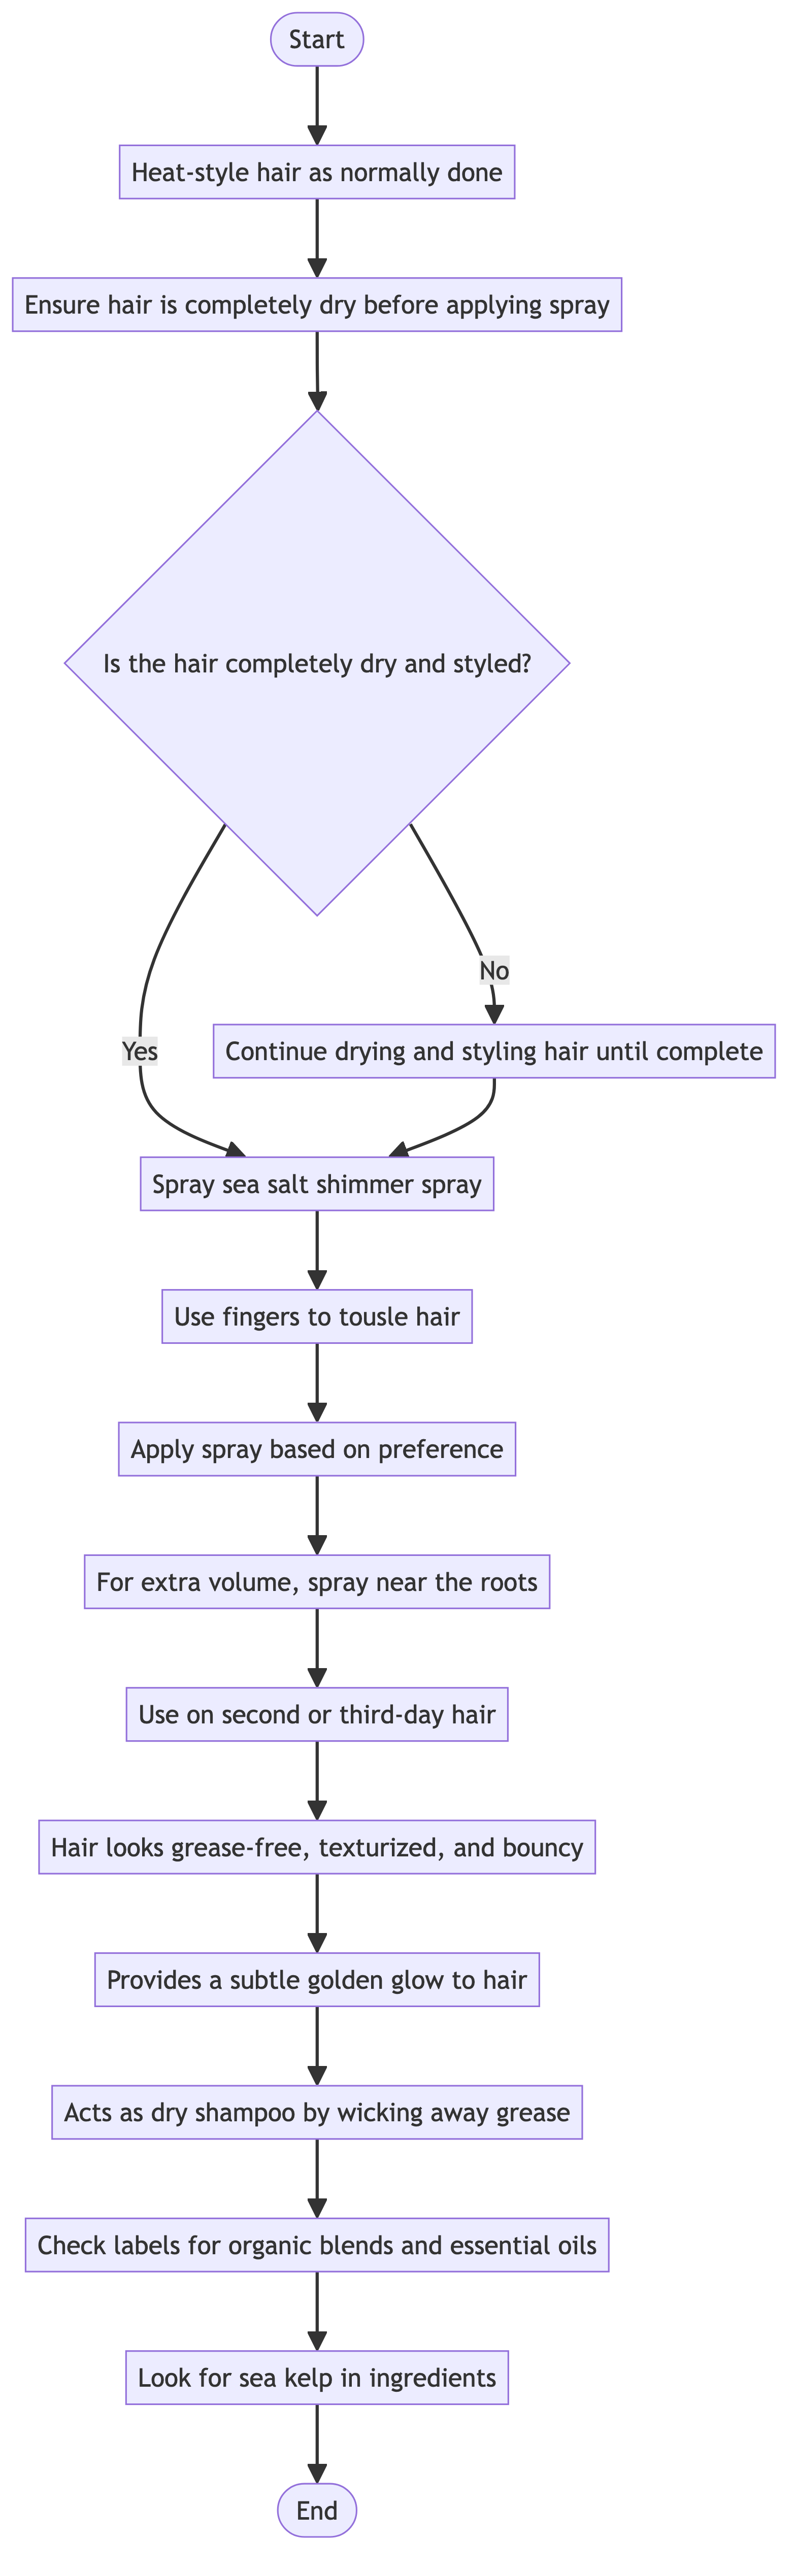 Start
Heat-style hair as normally done
Ensure hair is completely dry before applying spray
Is the hair completely dry and styled?
No
Yes
Continue drying and styling hair until complete
Spray sea salt shimmer spray
Use fingers to tousle hair
Apply spray based on preference
For extra volume, spray near the roots
Use on second or third-day hair
Hair looks grease-free, texturized, and bouncy
Provides a subtle golden glow to hair
Acts as dry shampoo by wicking away grease
Check labels for organic blends and essential oils
Look for sea kelp in ingredients
End